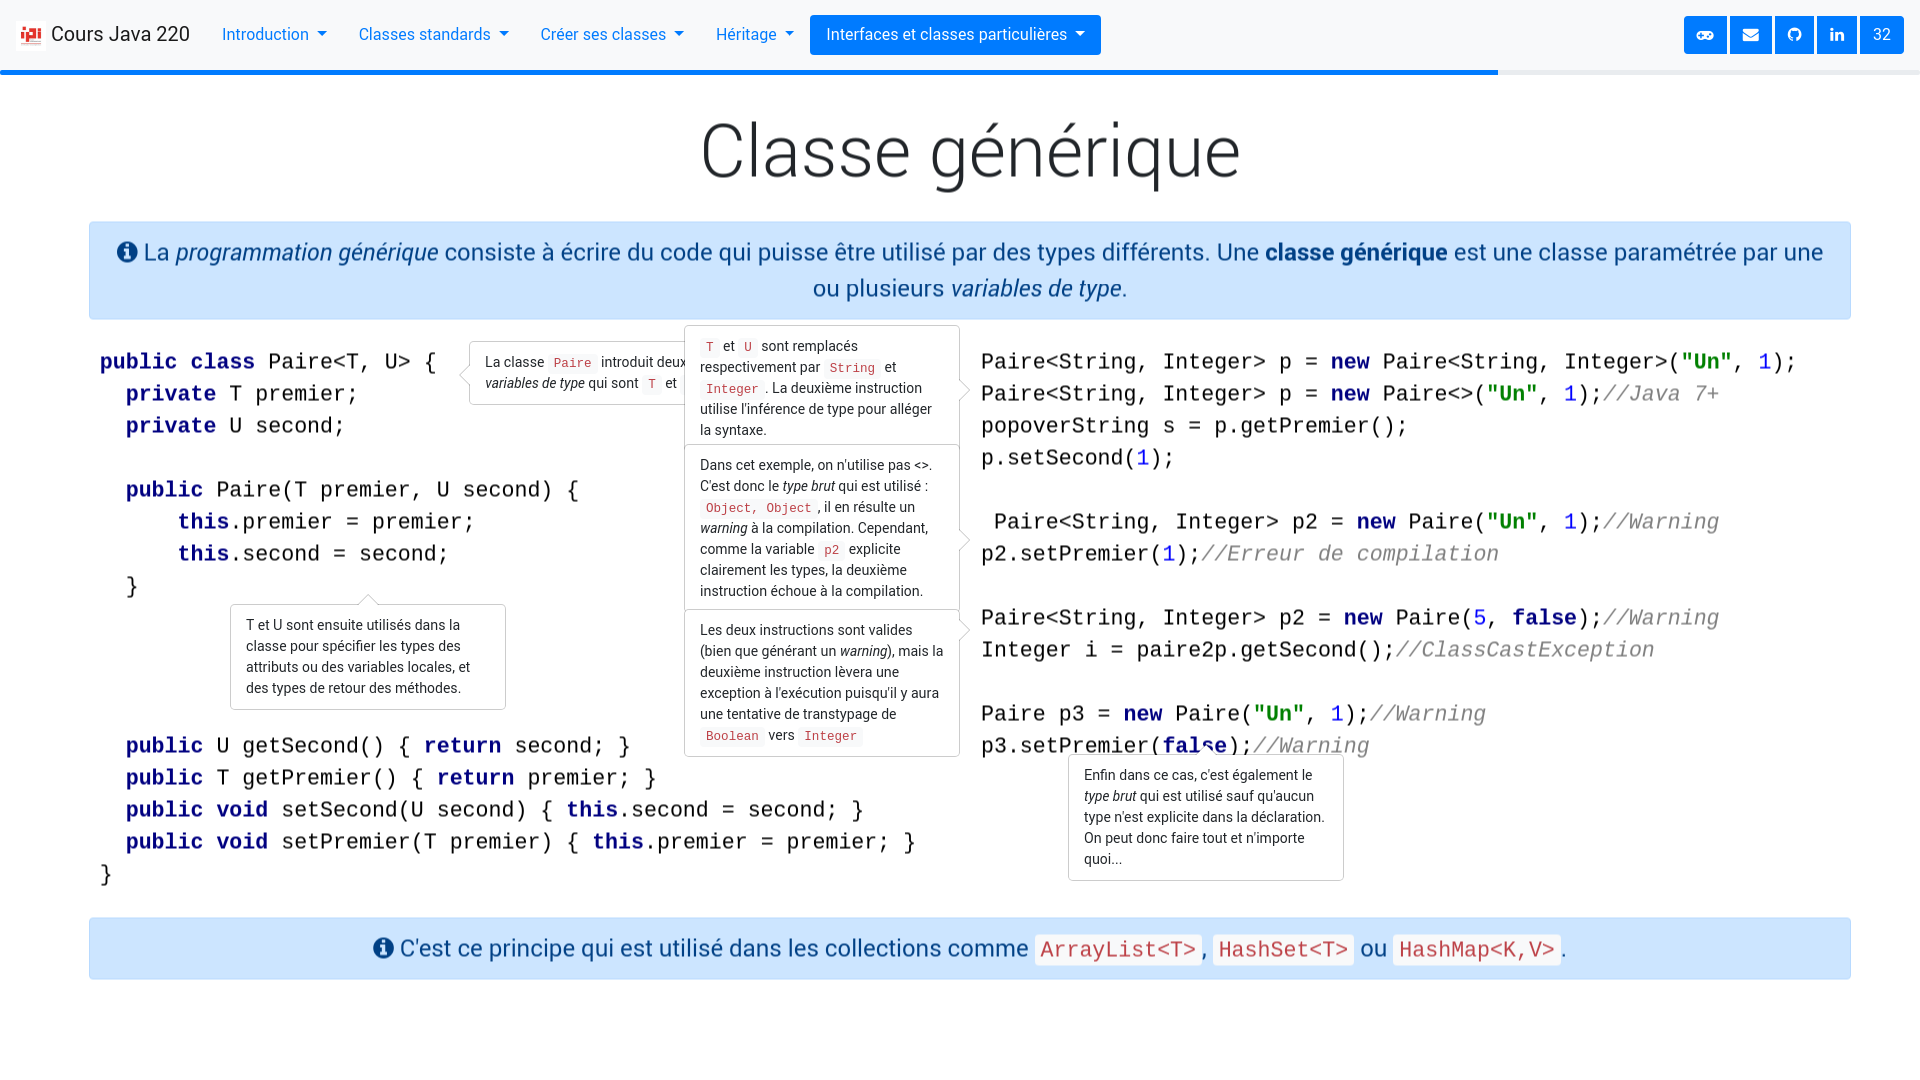 Cours Java 220
Introduction
Classes standards
Créer ses classes
Héritage
Interfaces et classes particulières
32
Classe générique
La programmation générique consiste à écrire du code qui puisse être utilisé par des types différents. Une classe générique est une classe paramétrée par une
ou plusieurs variables de type.
public class Paire<T, U> {
private T premier;
private U second;
public Paire(T premier, U second) {
this.premier = premier;
this.second = second;
}
La classe Paire introduit deux
variables de type qui sont T et
T et U sont ensuite utilisés dans la
classe pour spécifier les types des
attributs ou des variables locales, et
des types de retour des méthodes.
public U getSecond() { return second; }
public T getPremier() { return premier; }
public void setSecond(U second) { this.second = second; }
public void setPremier(T premier) { this.premier = premier; }
}
T et U sont remplacés
respectivement par String et
Integer . La deuxième instruction
utilise l'inférence de type pour alléger
la syntaxe.
Dans cet exemple, on n'utilise pas <>.
C'est donc le type brut qui est utilisé :
Object, Object , il en résulte un
warning à la compilation. Cependant,
comme la variable p2 explicite
clairement les types, la deuxième
instruction échoue à la compilation.
Les deux instructions sont valides
(bien que générant un warning), mais la
deuxième instruction lèvera une
exception à l'exécution puisqu'il y aura
une tentative de transtypage de
Boolean vers Integer
Paire<String, Integer> p = new Paire<String, Integer>("Un", 1);
Paire<String, Integer> p = new Paire<>("Un", 1);//Java 7+
popoverString s = p.getPremier();
p.setSecond(1);
Paire<String, Integer> p2 = new Paire("Un", 1);//Warning
p2.setPremier(1);//Erreur de compilation
Paire<String, Integer> p2 = new Paire(5, false);//Warning
Integer i = paire2p.getSecond();//ClassCastException
Paire p3 = new Paire("Un", 1);//Warning
p3.setPremier(false);//Warning
Enfin dans ce cas, c'est également le
type brut qui est utilisé sauf qu'aucun
type n'est explicite dans la déclaration.
On peut donc faire tout et n'importe
quoi...
C'est ce principe qui est utilisé dans les collections comme ArrayList<T>, HashSet<T> ou HashMap<K,V>.